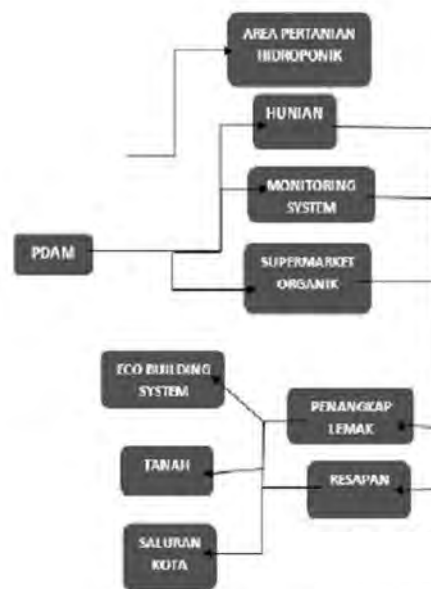 AREA PERTANIAN
HIDROPONIK
HUNIAN
MONITORING
SYSTEM
PDAM
SUPERMARKET
ORGANIK
ECO BUILDING
SYSTEM
PENANGKAP
LEMAK
TANAH
RESAPAN
SALURAN
KOTA